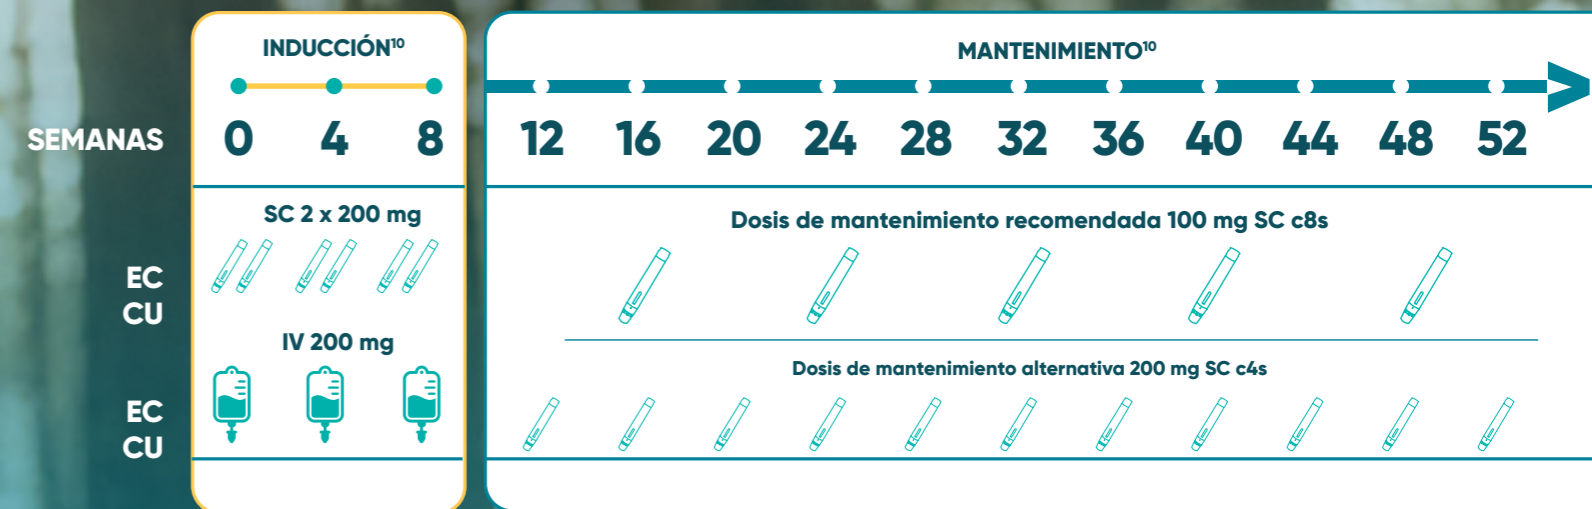 INDUCCIÓN¹⁰
MANTENIMIENTO¹⁰
SEMANAS
0 4 8 12 16 20 24 28 32 36 40 44 48 52
SC 2 x 200 mg
Dosis de mantenimiento recomendada 100 mg SC c8s
EC
CU
IV 200 mg
Dosis de mantenimiento alternativa 200 mg SC c4s
EC
CU